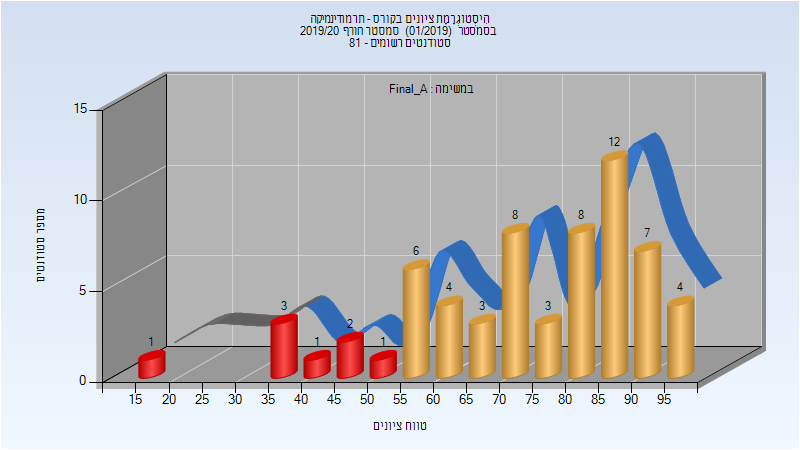 היסטוגרמת ציונים בקורס - תרמודינמיקה
בסמסטר (01/2019) סמסטר חורף 2019/20
סטודנטים רשומים - 81
במשימה : Final_A
מספר סטודנטים
15
10
5
0
1
3
1
2
1
6
4
3
8
3
8
12
7
4
15 20 25 30 35 40 45 50 55 60 65 70 75 80 85 90 95
טווח ציונים